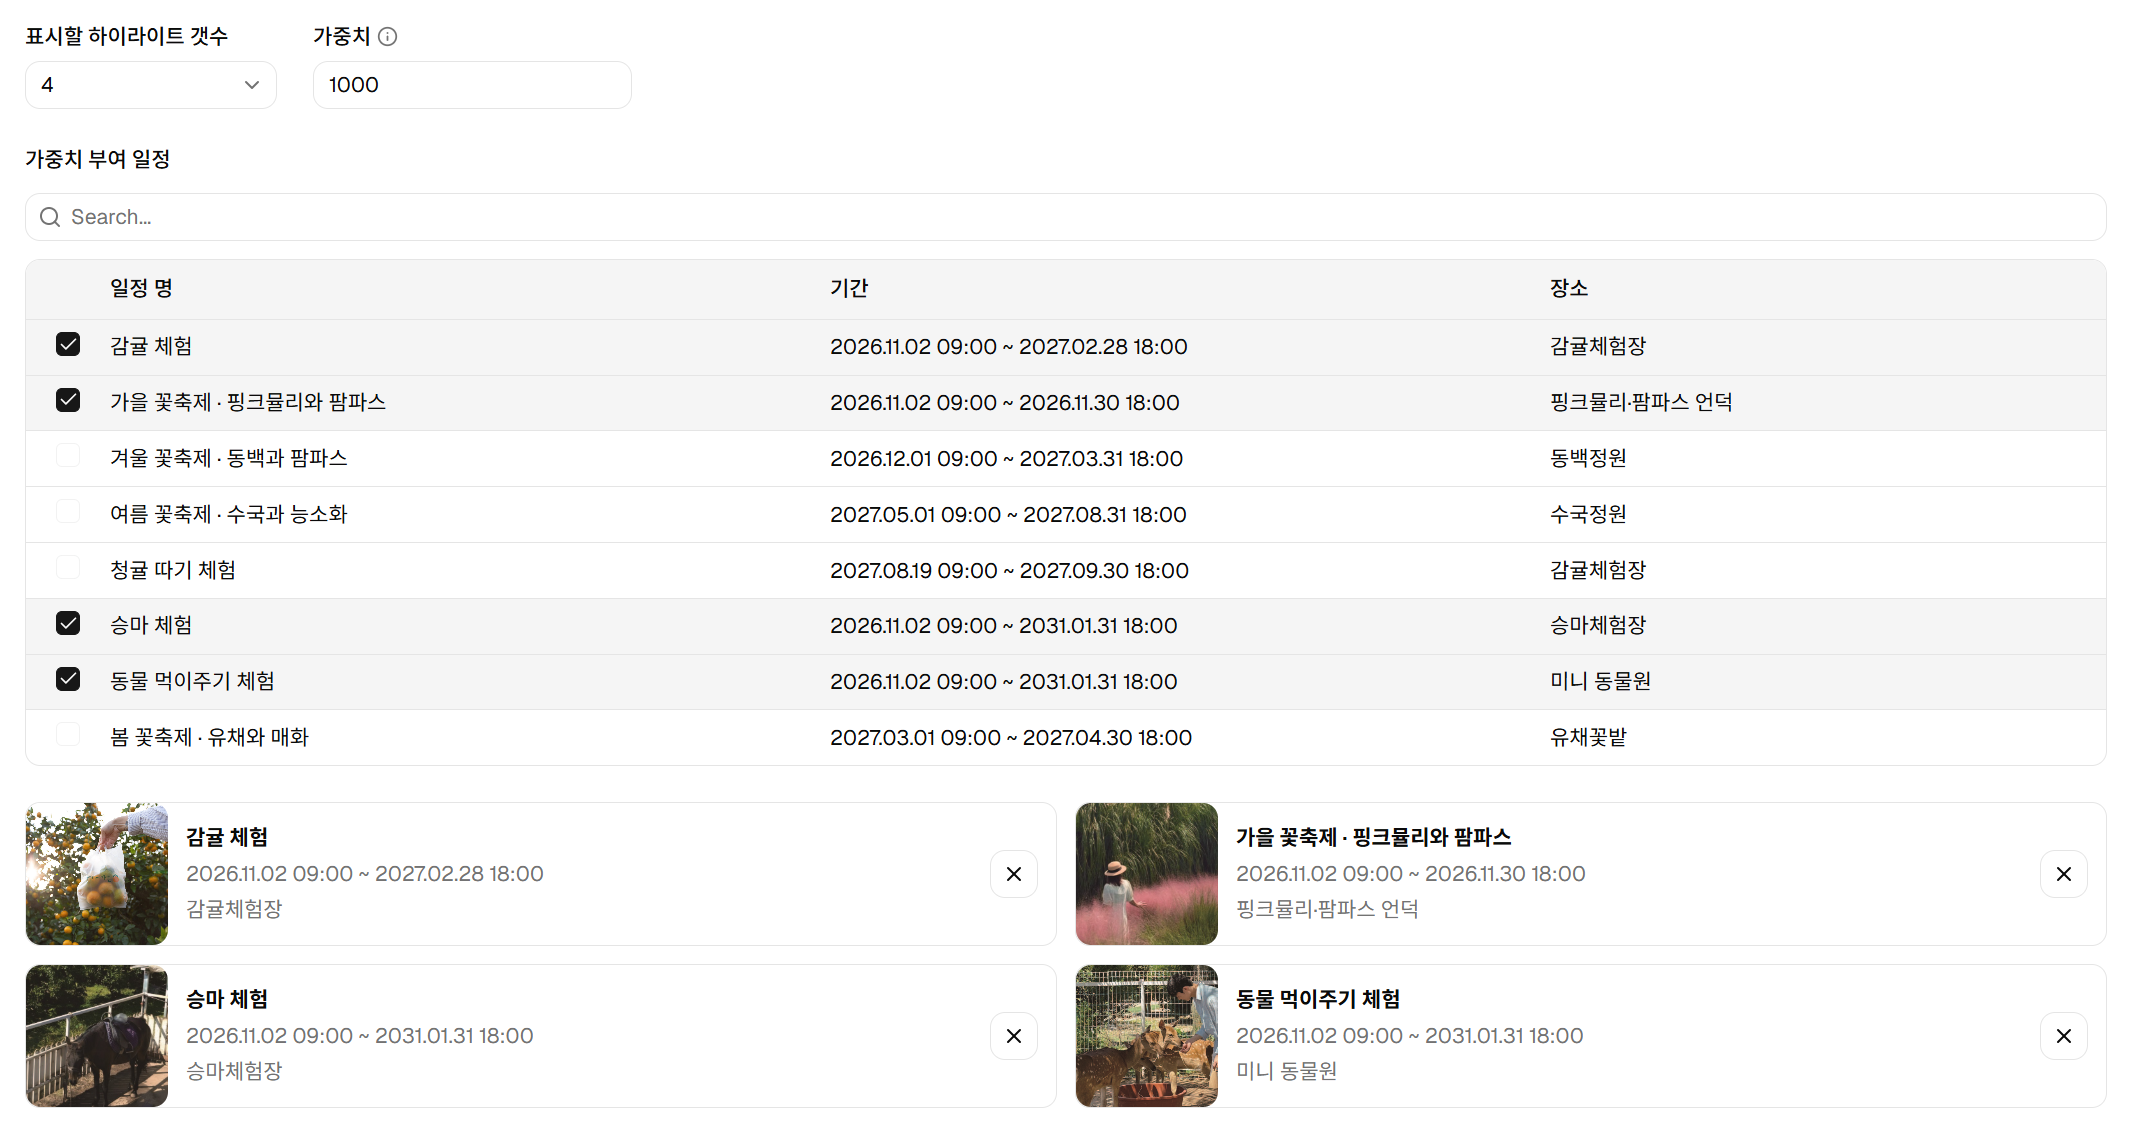 표시할 하이라이트 갯수
가중치
4
1000
가중치 부여 일정
Search...
일정 명 기간 장소
감귤 체험 2026.11.02 09:00 ~ 2027.02.28 18:00 감귤체험장
가을 꽃축제 · 핑크뮬리와 팜파스 2026.11.02 09:00 ~ 2026.11.30 18:00 핑크뮬리·팜파스 언덕
겨울 꽃축제 · 동백과 팜파스 2026.12.01 09:00 ~ 2027.03.31 18:00 동백정원
여름 꽃축제 · 수국과 능소화 2027.05.01 09:00 ~ 2027.08.31 18:00 수국정원
청귤 따기 체험 2027.08.19 09:00 ~ 2027.09.30 18:00 감귤체험장
승마 체험 2026.11.02 09:00 ~ 2031.01.31 18:00 승마체험장
동물 먹이주기 체험 2026.11.02 09:00 ~ 2031.01.31 18:00 미니 동물원
봄 꽃축제 · 유채와 매화 2027.03.01 09:00 ~ 2027.04.30 18:00 유채꽃밭
감귤 체험
2026.11.02 09:00 ~ 2027.02.28 18:00
감귤체험장
가을 꽃축제 · 핑크뮬리와 팜파스
2026.11.02 09:00 ~ 2026.11.30 18:00
핑크뮬리·팜파스 언덕
승마 체험
2026.11.02 09:00 ~ 2031.01.31 18:00
승마체험장
동물 먹이주기 체험
2026.11.02 09:00 ~ 2031.01.31 18:00
미니 동물원